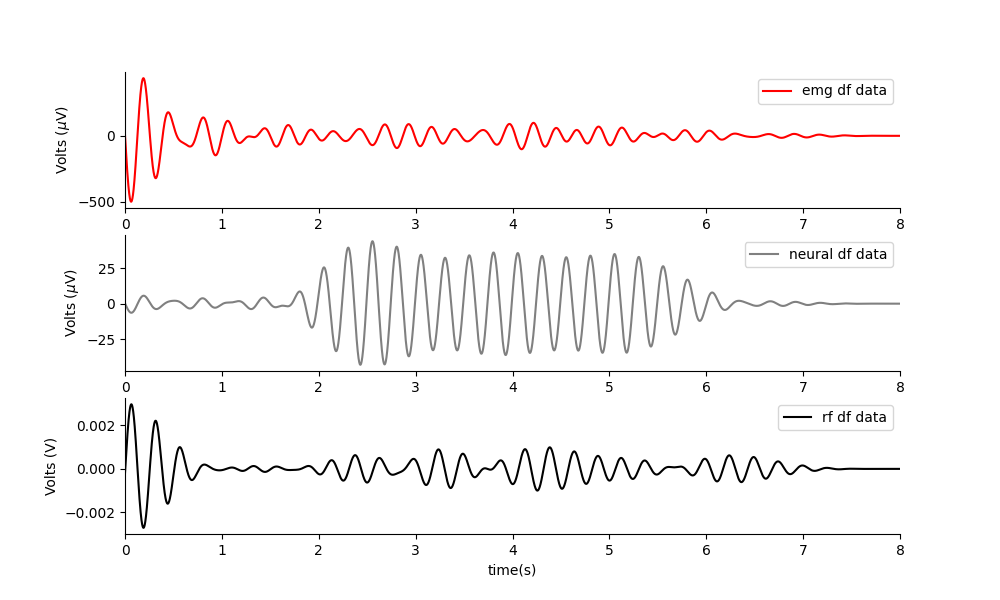 emg df data
Volts (μV)
0
−500
0 1 2 3 4 5 6 7 8
neural df data
Volts (μV)
25
0
−25
0 1 2 3 4 5 6 7 8
rf df data
Volts (V)
0.002
0.000
−0.002
0 1 2 3 4 5 6 7 8
time(s)